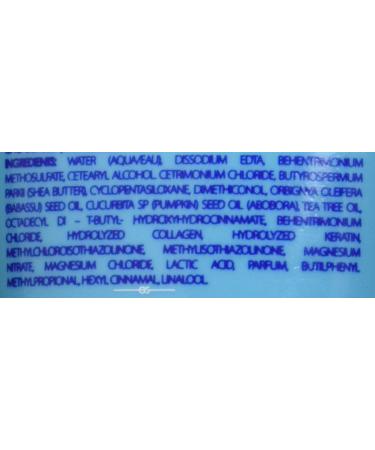 INGREDIENTS: WATER (AQUA/EAU), DISSODIUM EDTA, BEHENTRIMONIUM
METHOSULFATE, CETEARYL ALCOHOL. CETRIMONIUM CHLORIDE, BUTYROSPERMUM
PARKII (SHEA BUTTER), CYCLOPENTASILOXANE, DIMETHICONOL, ORBIGNYA OLEIFERA
(BABASSU) SEED OIL, CUCURBITA SP (PUMPKIN) SEED OIL (ABOBORA), TEA TREE OIL,
OCTADECYL DI - T-BUTYL- HYDROXYHYDROCINNAMATE, BEHENTRIMONIUM
CHLORIDE, HYDROLYZED COLLAGEN, HYDROLYZED KERATIN,
METHYLCHLOROISOTHIAZOLINONE, METHYLISOTHIAZOLINONE, MAGNESIUM
NITRATE, MAGNESIUM CHLORIDE, LACTIC ACID, PARFUM, BUTILPHENYL
METHYLPROPIONAL, HEXYL CINNAMAL, LINALOOL.